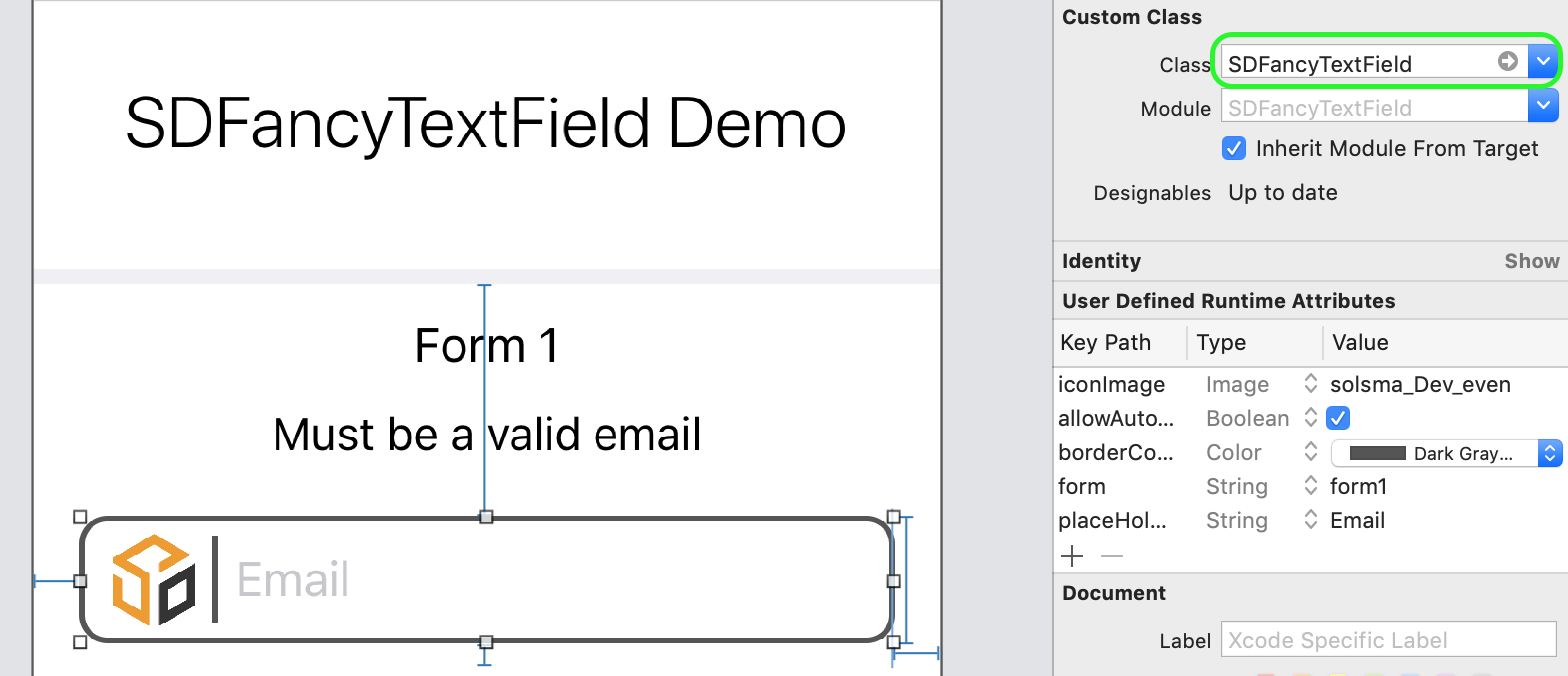 SDFancyTextField Demo
Form 1
Must be a valid email
Email
Custom Class
Class SDFancyTextField
Module SDFancyTextField
Inherit Module From Target
Designables Up to date
Identity Show
User Defined Runtime Attributes
Key Path Type Value
iconImage Image solsma_Dev_even
allowAuto... Boolean
borderCo... Color Dark Gray...
form String form1
placeHol... String Email
Document
Label Xcode Specific Label